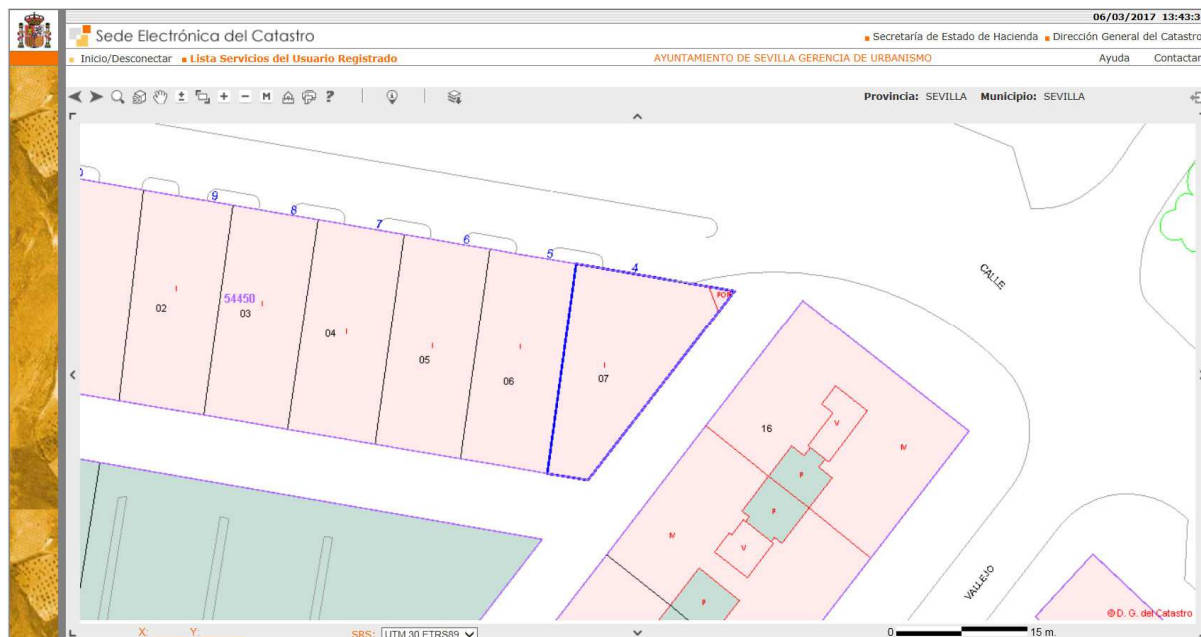 06/03/2017 13:43:3
Sede Electrónica del Catastro
Secretaría de Estado de Hacienda Dirección General del Catastro
Inicio/Desconectar Lista Servicios del Usuario Registrado AYUNTAMIENTO DE SEVILLA GERENCIA DE URBANISMO Ayuda Contactar
+ − M ? Provincia: SEVILLA Municipio: SEVILLA
9
8
7
6
5
4
CALLE
POR
02 I
54450
03 I
04 I
05 I
06 I
07 I
16
V
M
P
P
M
V
P
VALLEJO
© D. G. del Catastro
X: Y: SRS: UTM 30 ETRS89 0 15 m.